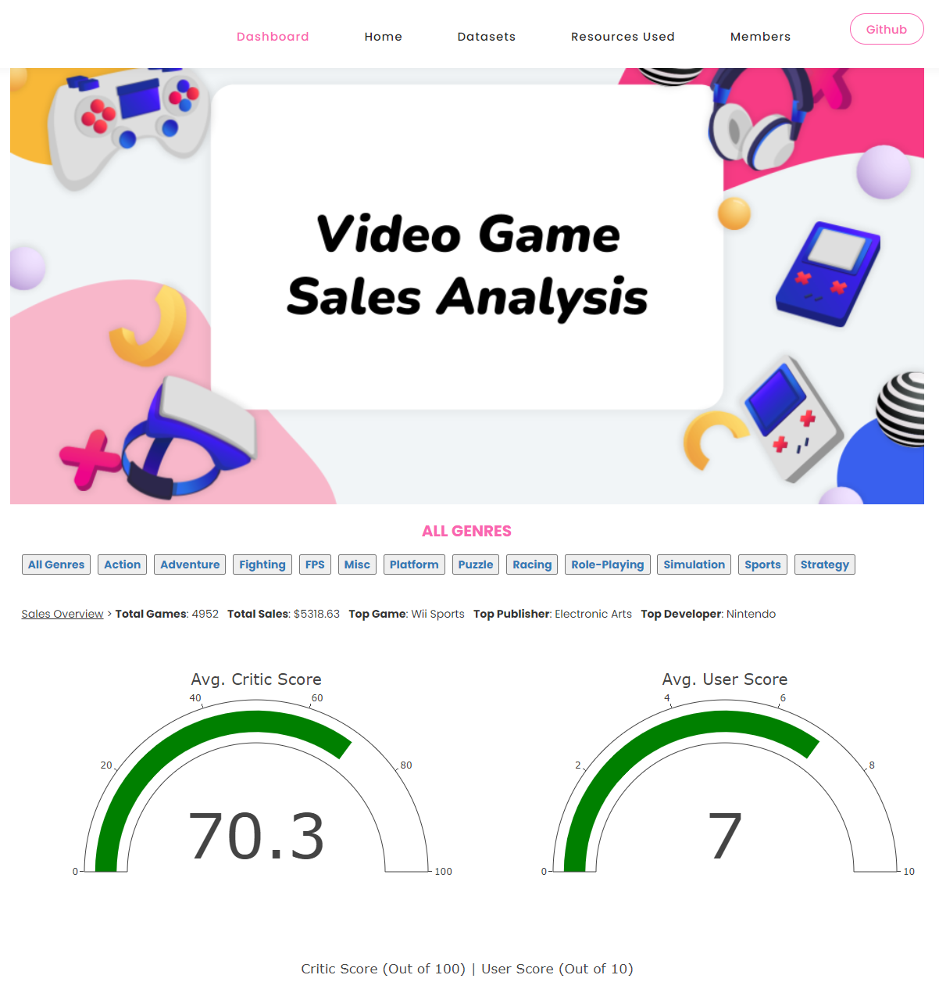 Dashboard Home Datasets Resources Used Members Github
Video Game
Sales Analysis
ALL GENRES
All Genres Action Adventure Fighting FPS Misc Platform Puzzle Racing Role-Playing Simulation Sports Strategy
Sales Overview > Total Games: 4952 Total Sales: $5318.63 Top Game: Wii Sports Top Publisher: Electronic Arts Top Developer: Nintendo
Avg. Critic Score
0
20
40
60
80
100
70.3
Avg. User Score
0
2
4
6
8
10
7
Critic Score (Out of 100) | User Score (Out of 10)